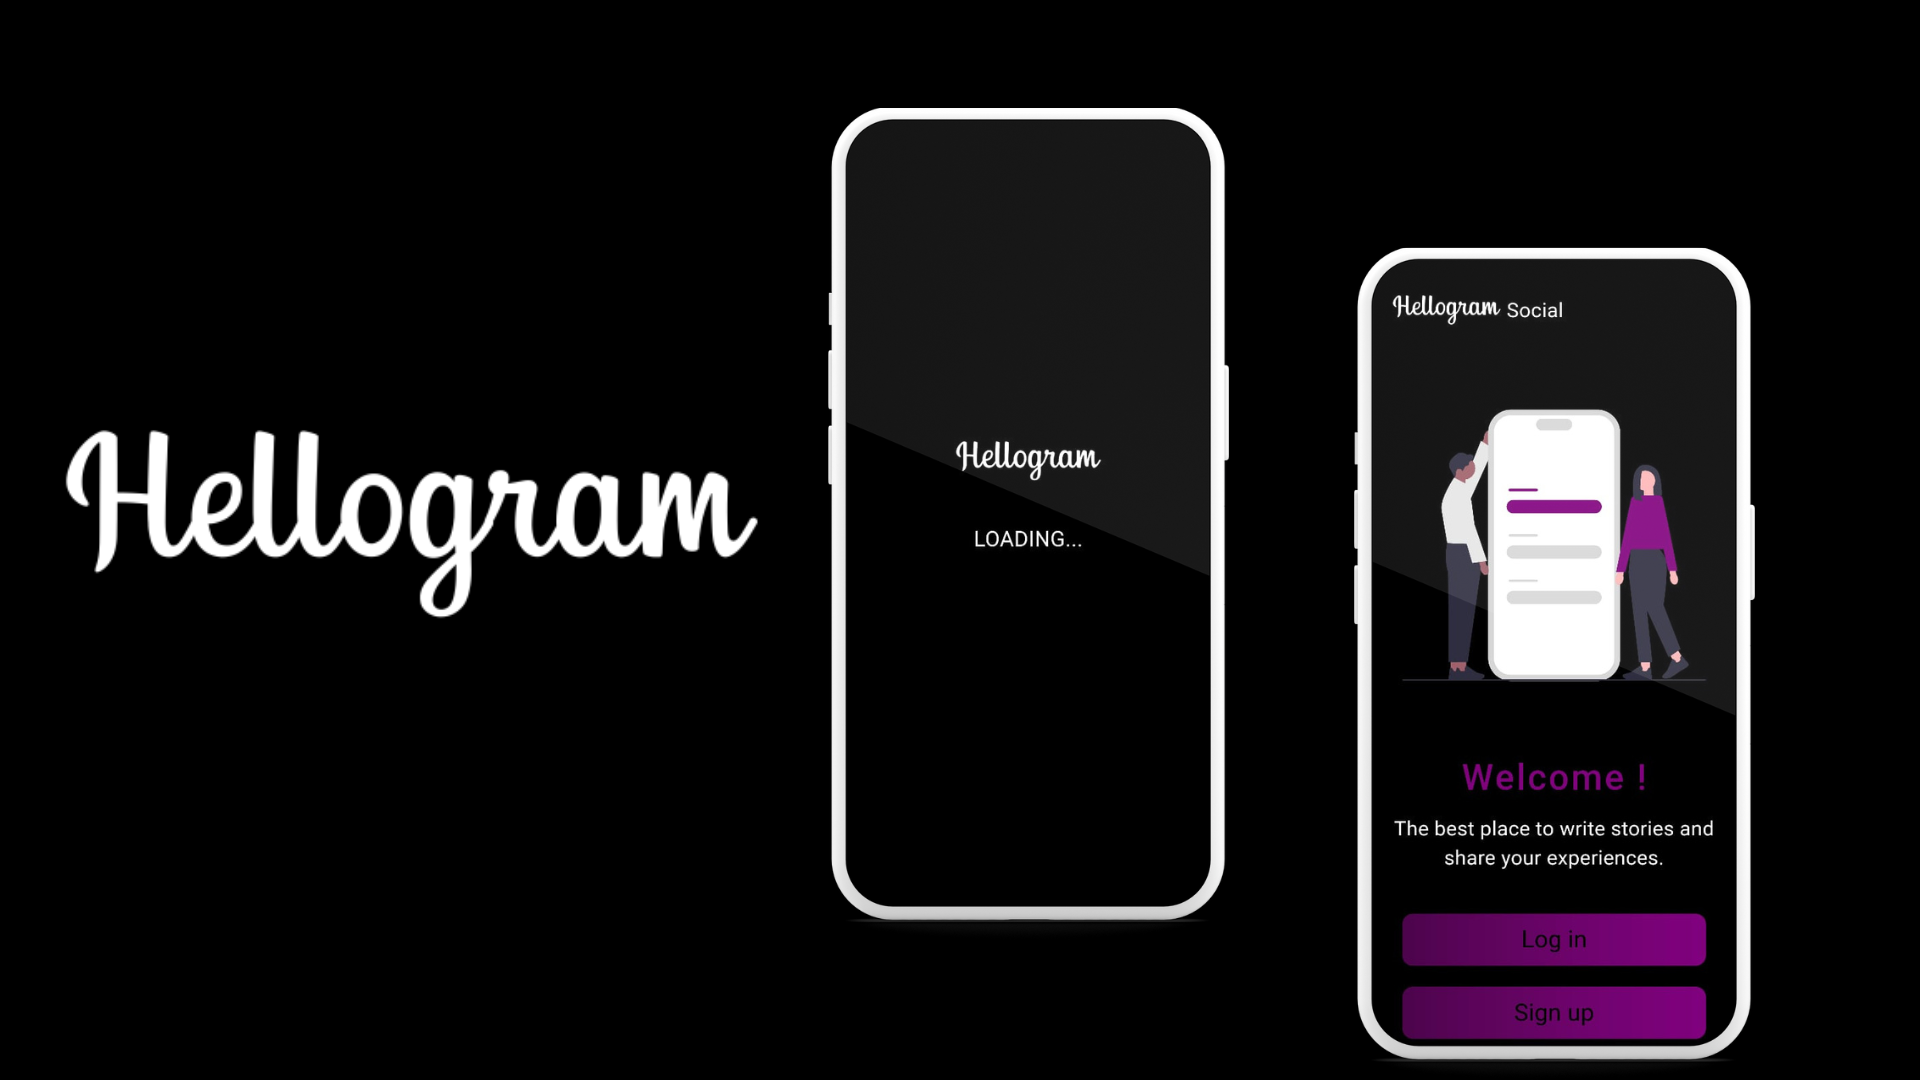 Hellogram
Hellogram
LOADING...
Hellogram Social
Welcome !
The best place to write stories and
share your experiences.
Log in
Sign up